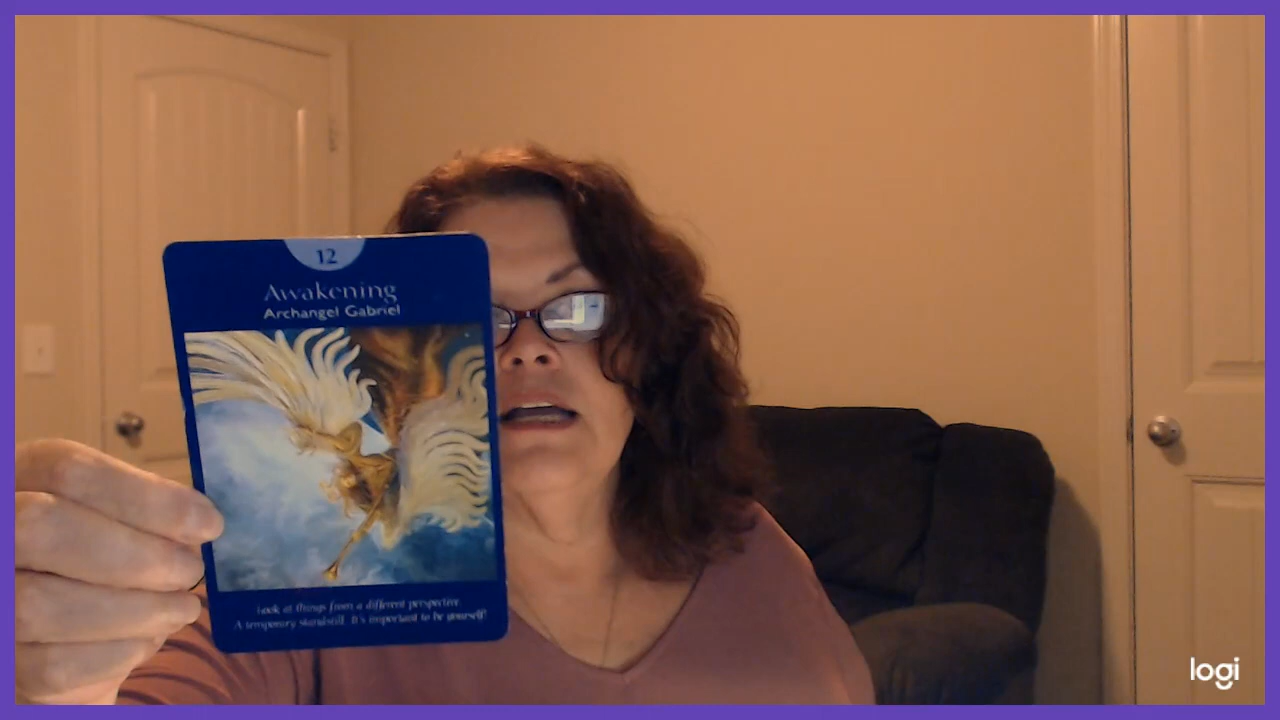 12
Awakening
Archangel Gabriel
Look at things from a different perspective.
A temporary standstill. It's important to be yourself!
logi